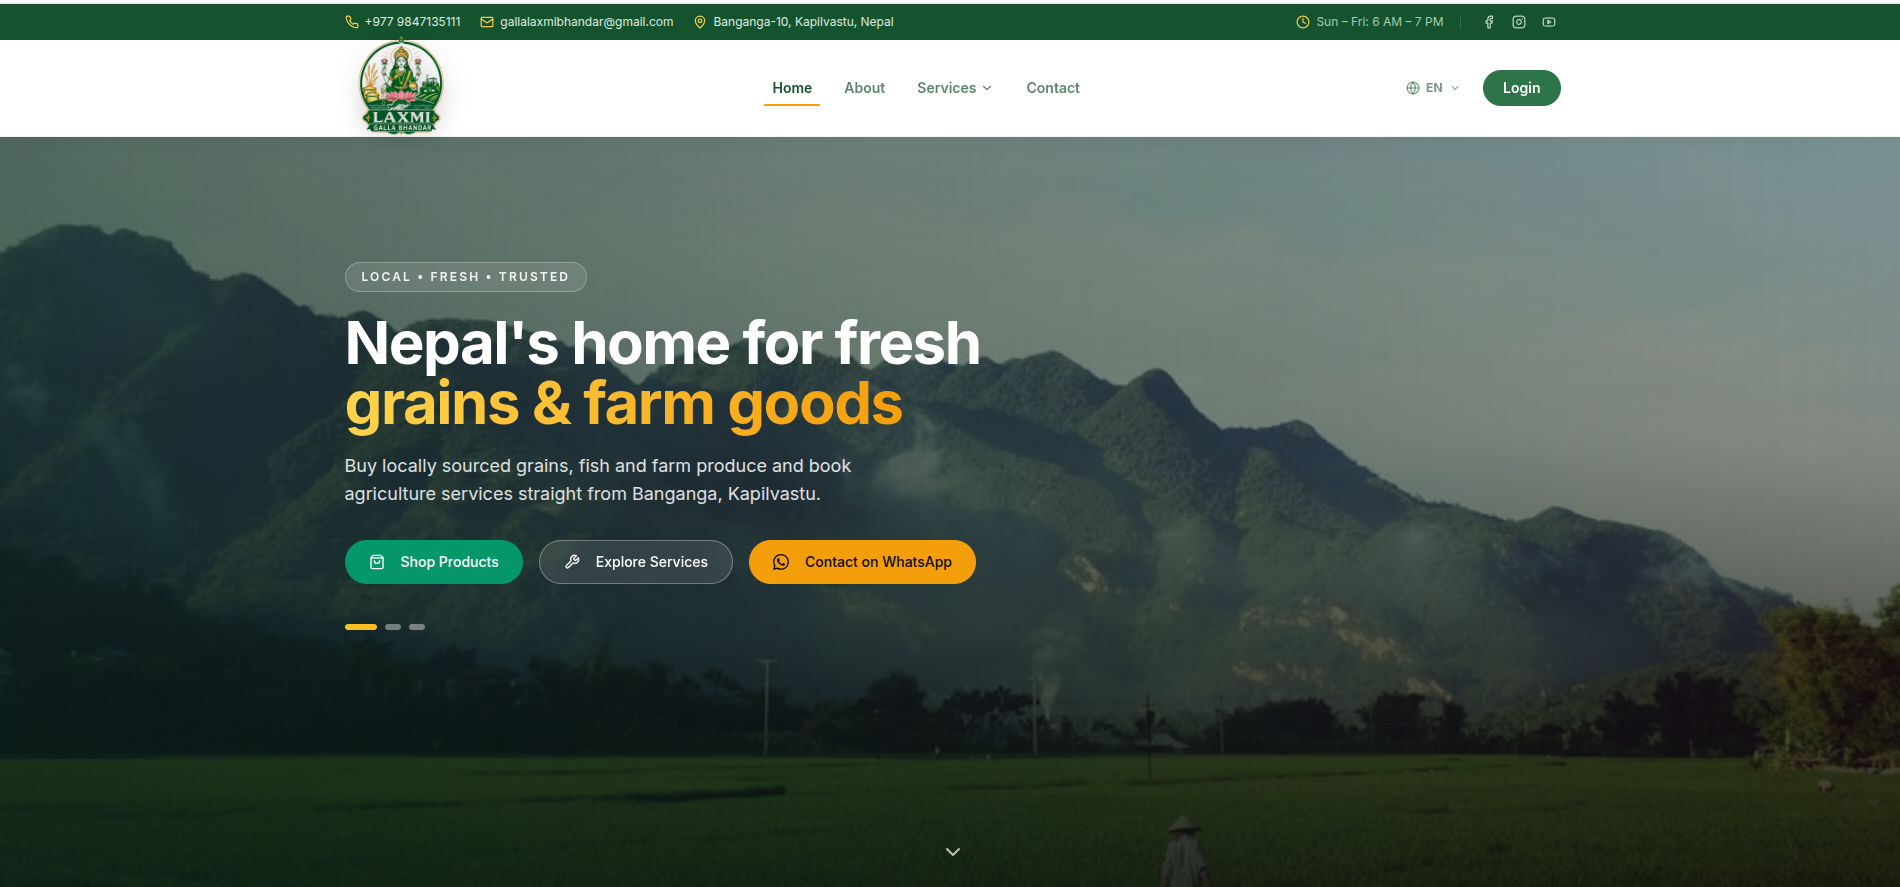 +977 9847135111 gallalaxmibhandar@gmail.com Banganga-10, Kapilvastu, Nepal Sun – Fri: 6 AM – 7 PM
LAXMI
GALLA BHANDAR
Home About Services Contact EN Login
LOCAL • FRESH • TRUSTED
Nepal's home for fresh
grains & farm goods
Buy locally sourced grains, fish and farm produce and book
agriculture services straight from Banganga, Kapilvastu.
Shop Products Explore Services Contact on WhatsApp